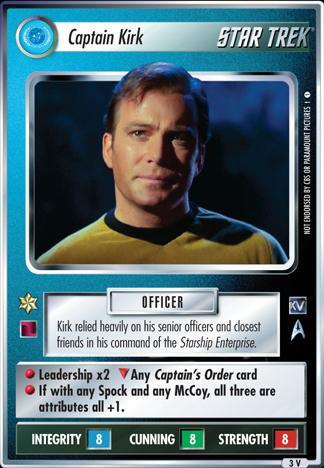 Captain Kirk
STAR TREK
NOT ENDORSED BY CBS OR PARAMOUNT PICTURES 1
OFFICER
KV
Kirk relied heavily on his senior officers and closest
friends in his command of the Starship Enterprise.
Leadership x2 ▼Any Captain's Order card
If with any Spock and any McCoy, all three are
attributes all +1.
INTEGRITY 8 CUNNING 8 STRENGTH 8
3 V